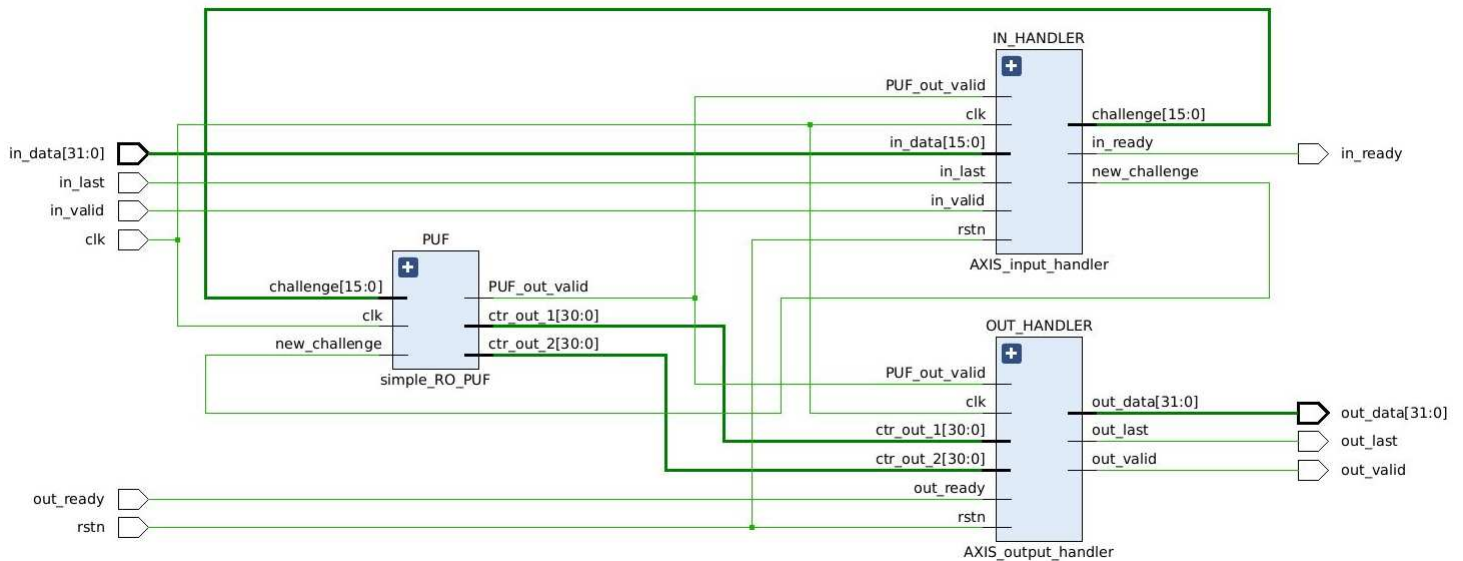 IN_HANDLER
PUF_out_valid
clk
challenge[15:0]
in_data[31:0]
in_data[15:0]
in_ready
in_ready
in_last
in_last
new_challenge
in_valid
in_valid
clk
PUF
rstn
AXIS_input_handler
challenge[15:0]
PUF_out_valid
clk
ctr_out_1[30:0]
OUT_HANDLER
new_challenge
ctr_out_2[30:0]
simple_RO_PUF
PUF_out_valid
clk
out_data[31:0]
out_data[31:0]
ctr_out_1[30:0]
out_last
out_last
ctr_out_2[30:0]
out_valid
out_valid
out_ready
out_ready
rstn
rstn
AXIS_output_handler